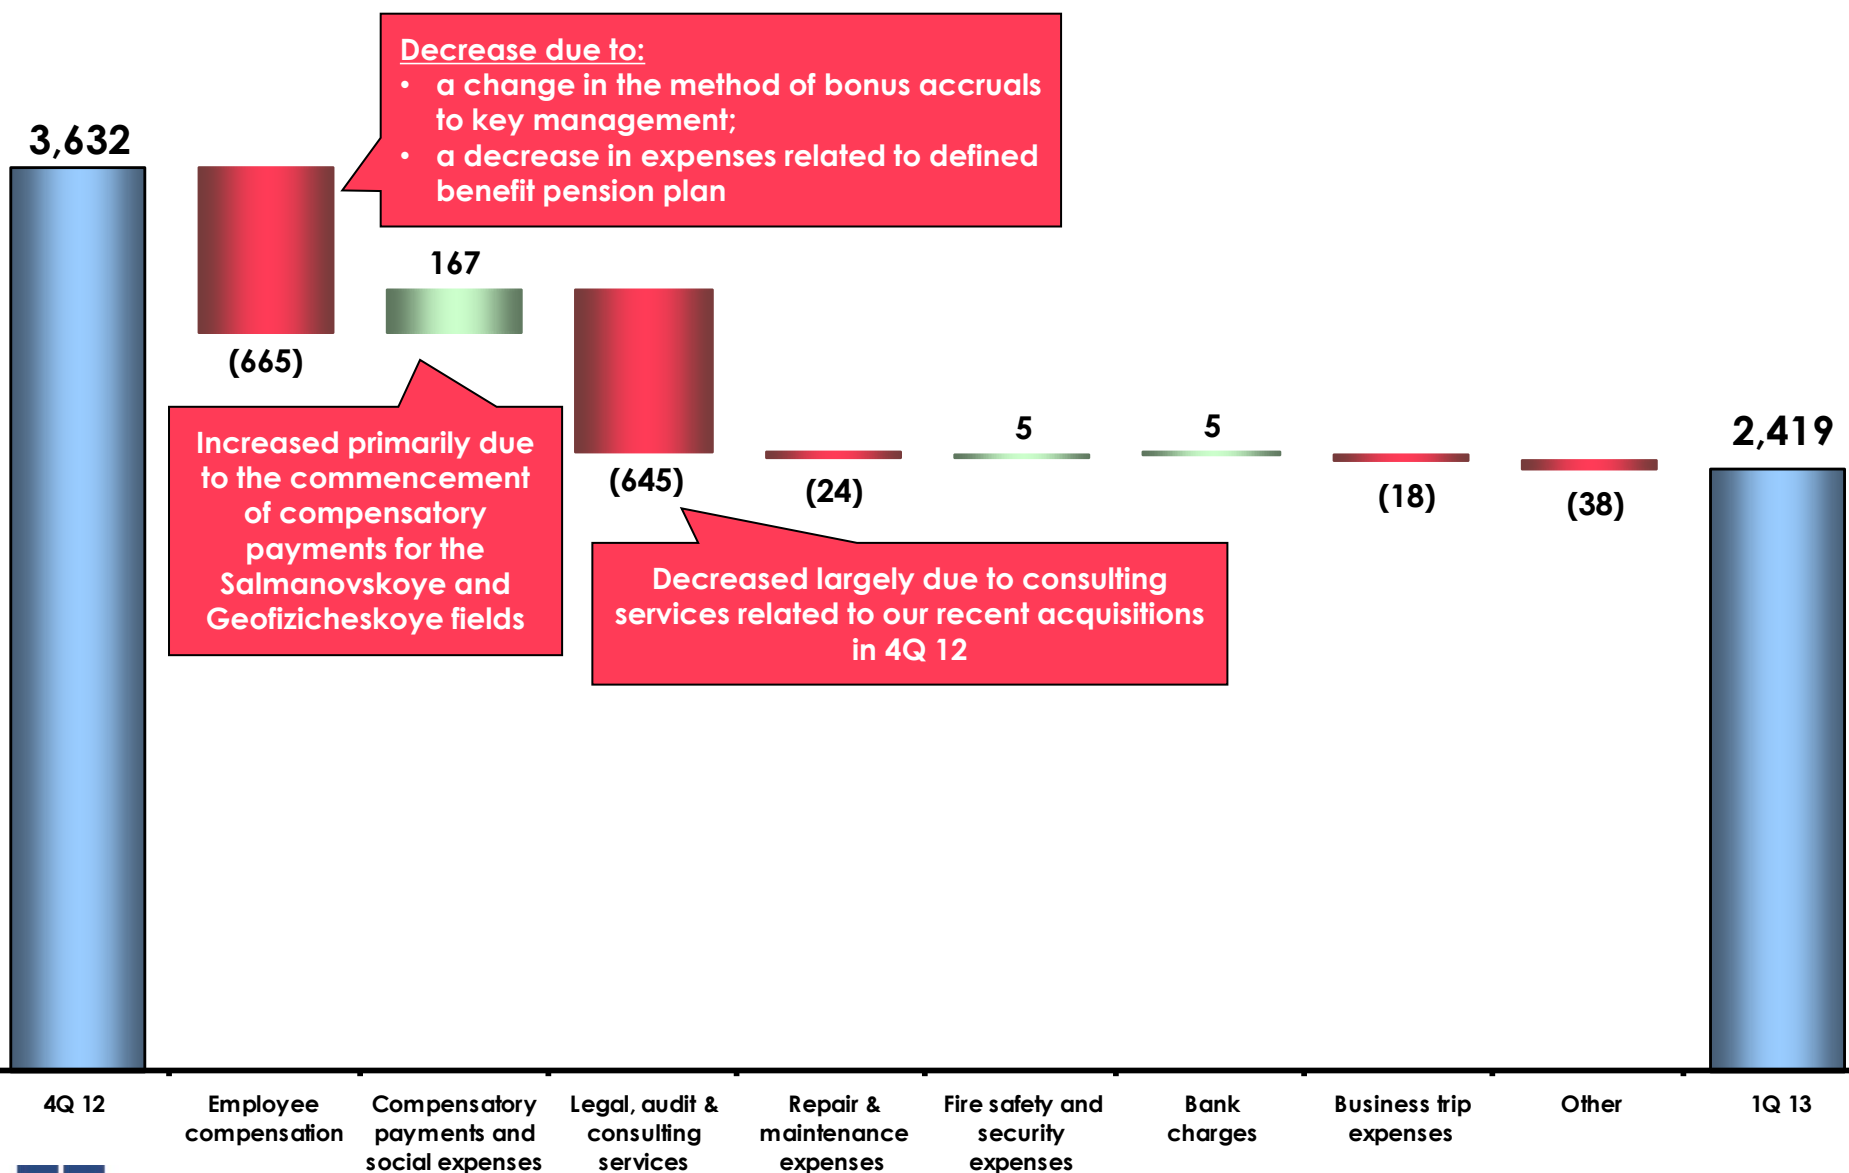 Decrease due to:
• a change in the method of bonus accruals
to key management;
• a decrease in expenses related to defined
benefit pension plan
3,632
167
(665)
Increased primarily due
to the commencement
of compensatory
payments for the
Salmanovskoye and
Geofizicheskoye fields
(645)
(24)
5
5
(18)
(38)
2,419
Decreased largely due to consulting
services related to our recent acquisitions
in 4Q 12
4Q 12
Employee
compensation
Compensatory
payments and
social expenses
Legal, audit &
consulting
services
Repair &
maintenance
expenses
Fire safety and
security
expenses
Bank
charges
Business trip
expenses
Other
1Q 13